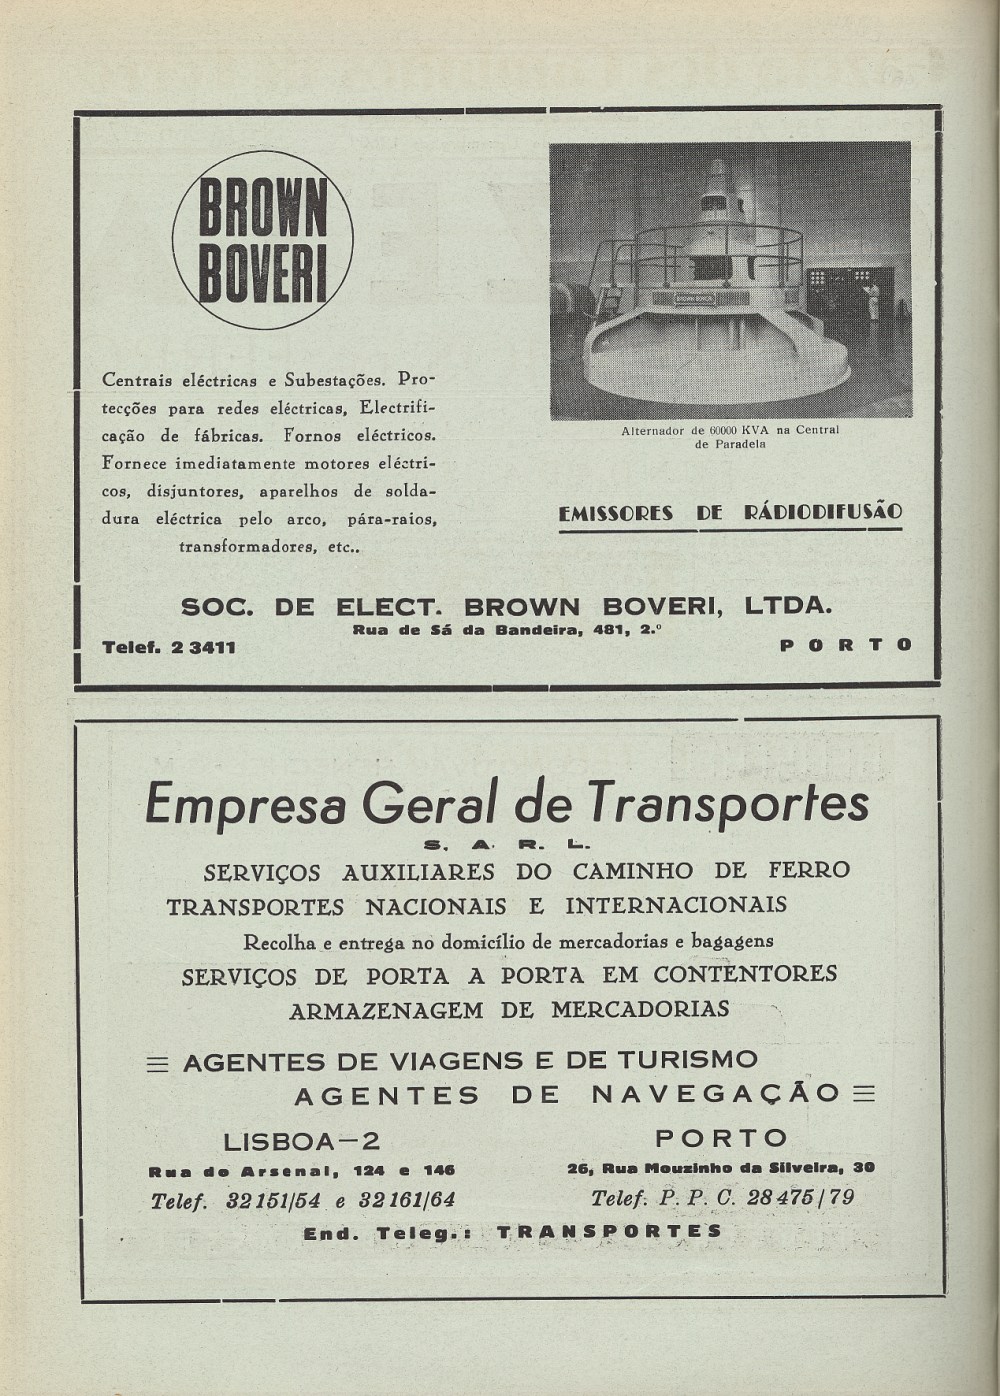 BROWN
BOVERI
Centrais eléctricas e Subestações. Pro-
tecções para redes eléctricas, Electrifi-
cação de fábricas. Fornos eléctricos.
Fornece imediatamente motores eléctri-
cos, disjuntores, aparelhos de solda-
dura eléctrica pelo arco, pára-raios,
transformadores, etc..
BROWN BOVERI
Alternador de 60000 KVA na Central
de Paradela
EMISSORES DE RÁDIODIFUSÃO
SOC. DE ELECT. BROWN BOVERI, LTDA.
Rua de Sá da Bandeira, 481, 2.º
Telef. 2 3411
PORTO
Empresa Geral de Transportes
S. A. R. L.
SERVIÇOS AUXILIARES DO CAMINHO DE FERRO
TRANSPORTES NACIONAIS E INTERNACIONAIS
Recolha e entrega no domicílio de mercadorias e bagagens
SERVIÇOS DE PORTA A PORTA EM CONTENTORES
ARMAZENAGEM DE MERCADORIAS
AGENTES DE VIAGENS E DE TURISMO
AGENTES DE NAVEGAÇÃO
LISBOA—2
Rua do Arsenal, 124 e 146
Telef. 32151/54 e 32161/64
PORTO
26, Rua Mouzinho da Silveira, 30
Telef. P. P. C. 28475/79
End. Teleg.: TRANSPORTES